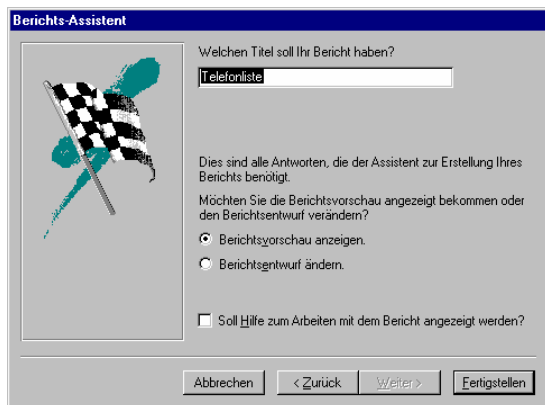 Berichts-Assistent
Welchen Titel soll Ihr Bericht haben?
Telefonliste
Dies sind alle Antworten, die der Assistent zur Erstellung Ihres
Berichts benötigt.
Möchten Sie die Berichtsvorschau angezeigt bekommen oder
den Berichtsentwurf verändern?
Berichtsvorschau anzeigen.
Berichtsentwurf ändern.
Soll Hilfe zum Arbeiten mit dem Bericht angezeigt werden?
Abbrechen < Zurück Weiter > Fertigstellen